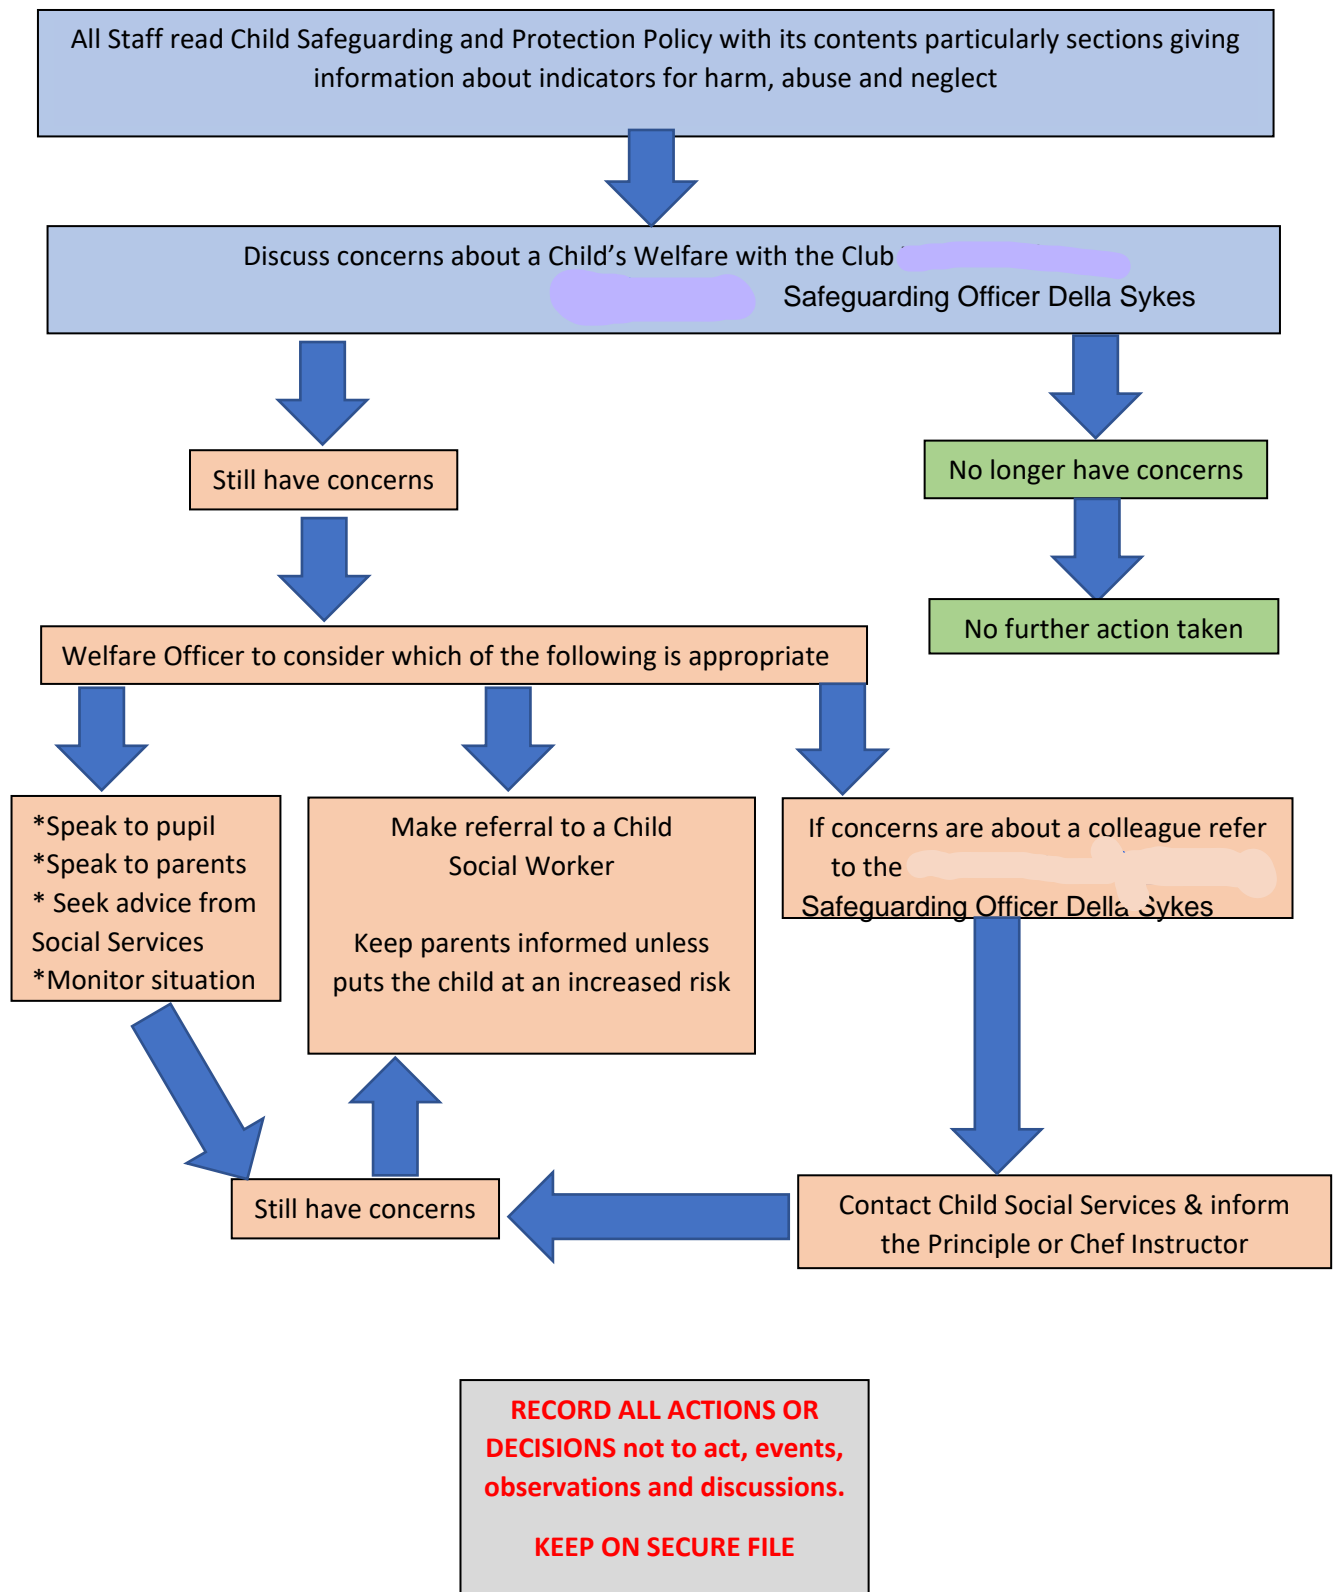 All Staff read Child Safeguarding and Protection Policy with its contents particularly sections giving
information about indicators for harm, abuse and neglect
Discuss concerns about a Child’s Welfare with the Club
Safeguarding Officer Della Sykes
Still have concerns
No longer have concerns
No further action taken
Welfare Officer to consider which of the following is appropriate
*Speak to pupil
*Speak to parents
* Seek advice from
Social Services
*Monitor situation
Make referral to a Child
Social Worker
Keep parents informed unless
puts the child at an increased risk
If concerns are about a colleague refer
to the
Safeguarding Officer Della Sykes
Still have concerns
Contact Child Social Services & inform
the Principle or Chef Instructor
RECORD ALL ACTIONS OR
DECISIONS not to act, events,
observations and discussions.
KEEP ON SECURE FILE